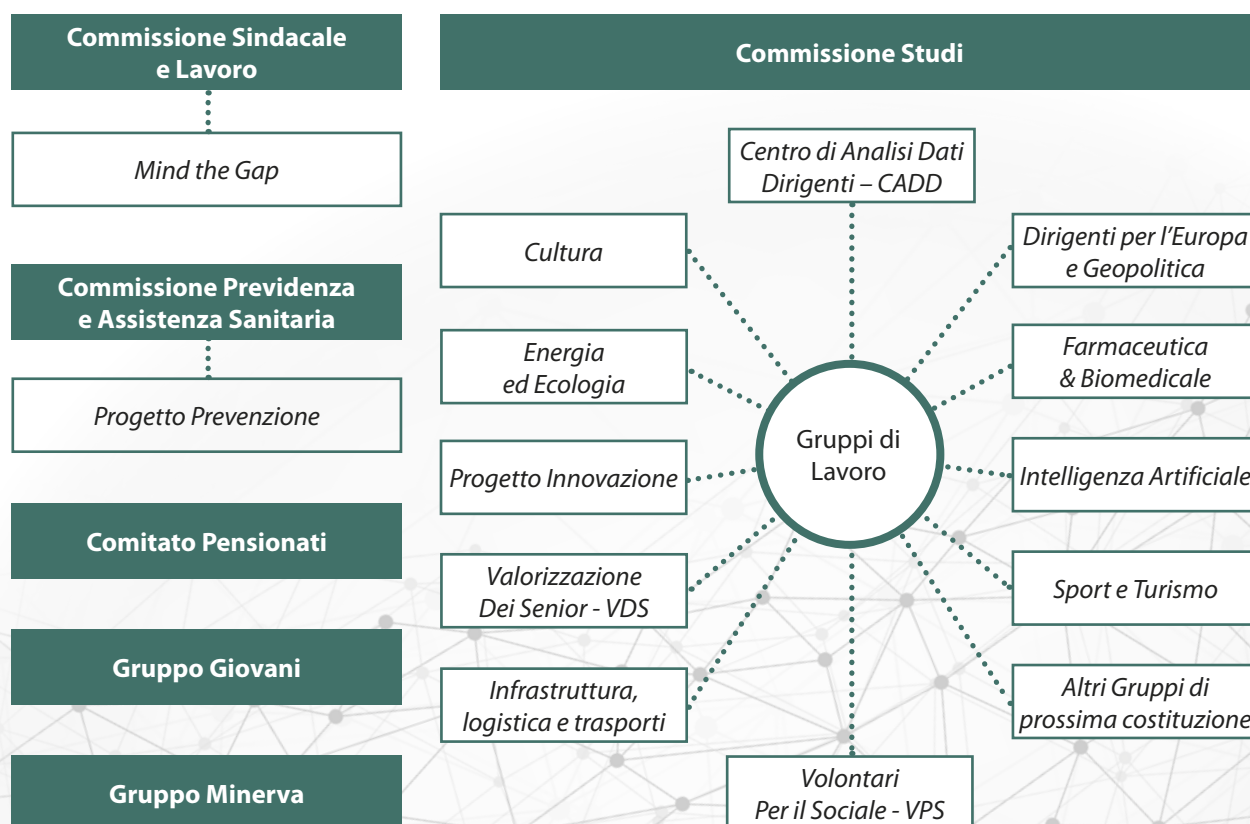 Commissione Sindacale
e Lavoro
Mind the Gap
Commissione Previdenza
e Assistenza Sanitaria
Progetto Prevenzione
Comitato Pensionati
Gruppo Giovani
Gruppo Minerva
Commissione Studi
Centro di Analisi Dati
Dirigenti – CADD
Cultura
Dirigenti per l’Europa
e Geopolitica
Energia
ed Ecologia
Farmaceutica
& Biomedicale
Gruppi di
Lavoro
Progetto Innovazione
Intelligenza Artificiale
Valorizzazione
Dei Senior - VDS
Sport e Turismo
Infrastruttura,
logistica e trasporti
Altri Gruppi di
prossima costituzione
Volontari
Per il Sociale - VPS